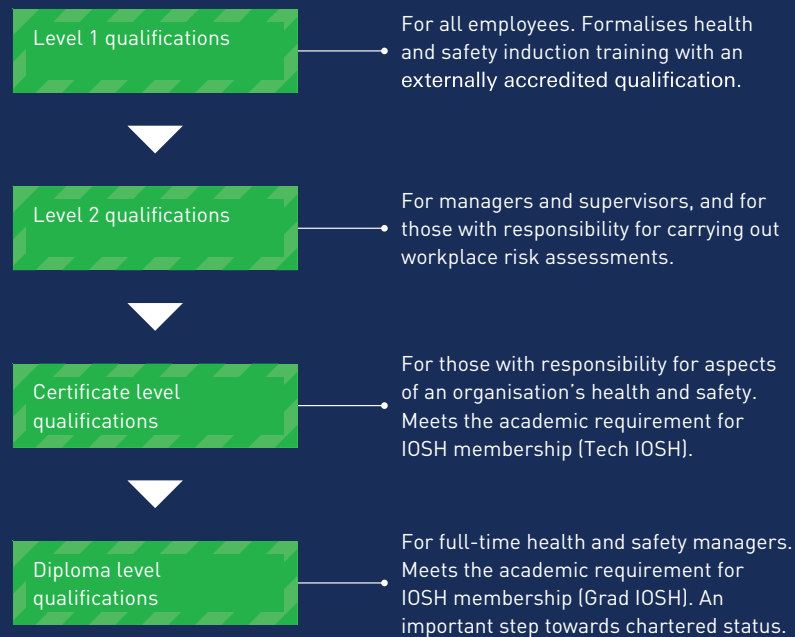 Level 1 qualifications
For all employees. Formalises health
and safety induction training with an
externally accredited qualification.
Level 2 qualifications
For managers and supervisors, and for
those with responsibility for carrying out
workplace risk assessments.
Certificate level
qualifications
For those with responsibility for aspects
of an organisation’s health and safety.
Meets the academic requirement for
IOSH membership (Tech IOSH).
Diploma level
qualifications
For full-time health and safety managers.
Meets the academic requirement for
IOSH membership (Grad IOSH). An
important step towards chartered status.